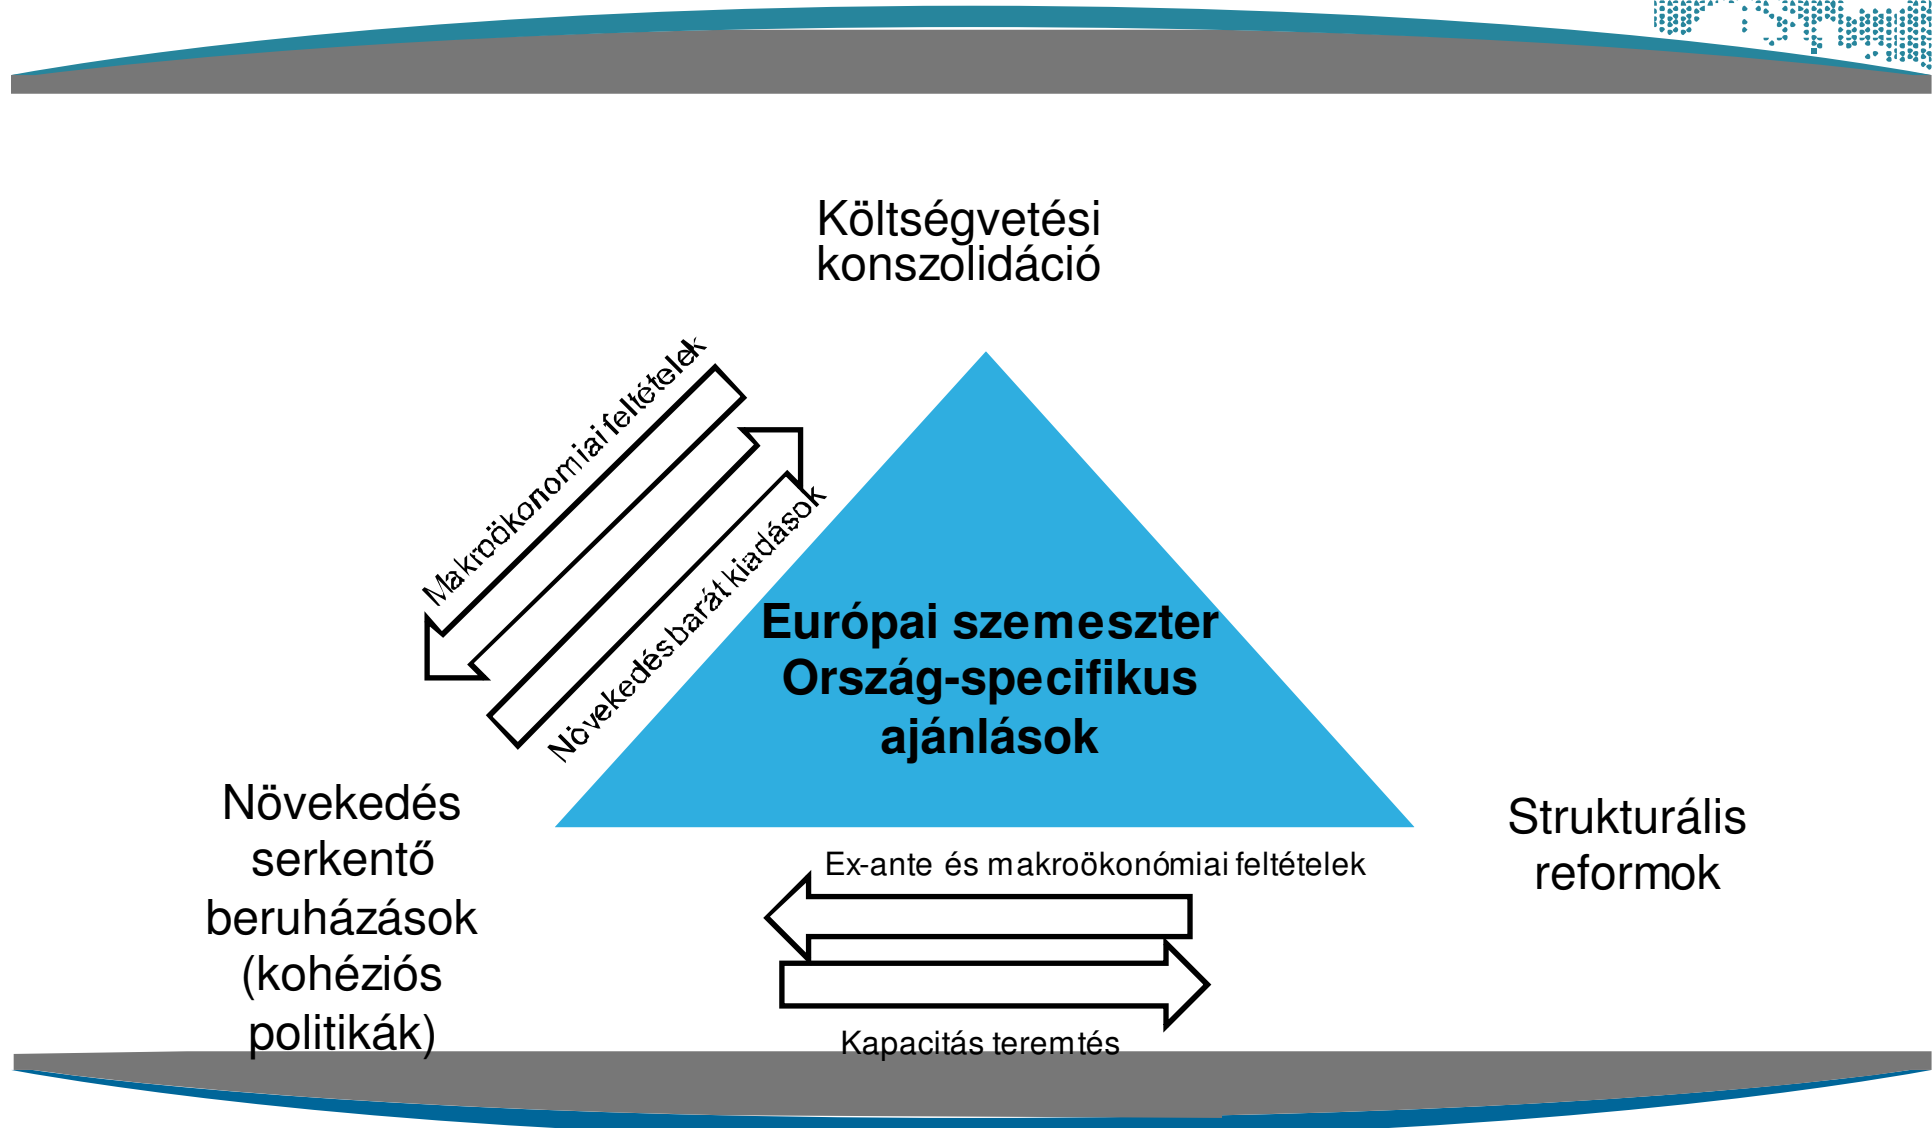 Költségvetési
konszolidáció
Makroökonomiai feltételek
Növekedésbarát kiadások
Európai szemeszter
Ország-specifikus
ajánlások
Növekedés
serkentő
beruházások
(kohéziós
politikák)
Strukturális
reformok
Ex-ante és makroökonómiai feltételek
Kapacitás teremtés